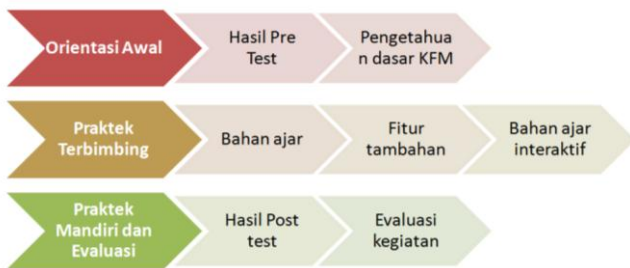 Orientasi Awal
Hasil Pre
Test
Pengetahua
n dasar KFM
Praktek
Terbimbing
Bahan ajar
Fitur
tambahan
Bahan ajar
interaktif
Praktek
Mandiri dan
Evaluasi
Hasil Post
test
Evaluasi
kegiatan